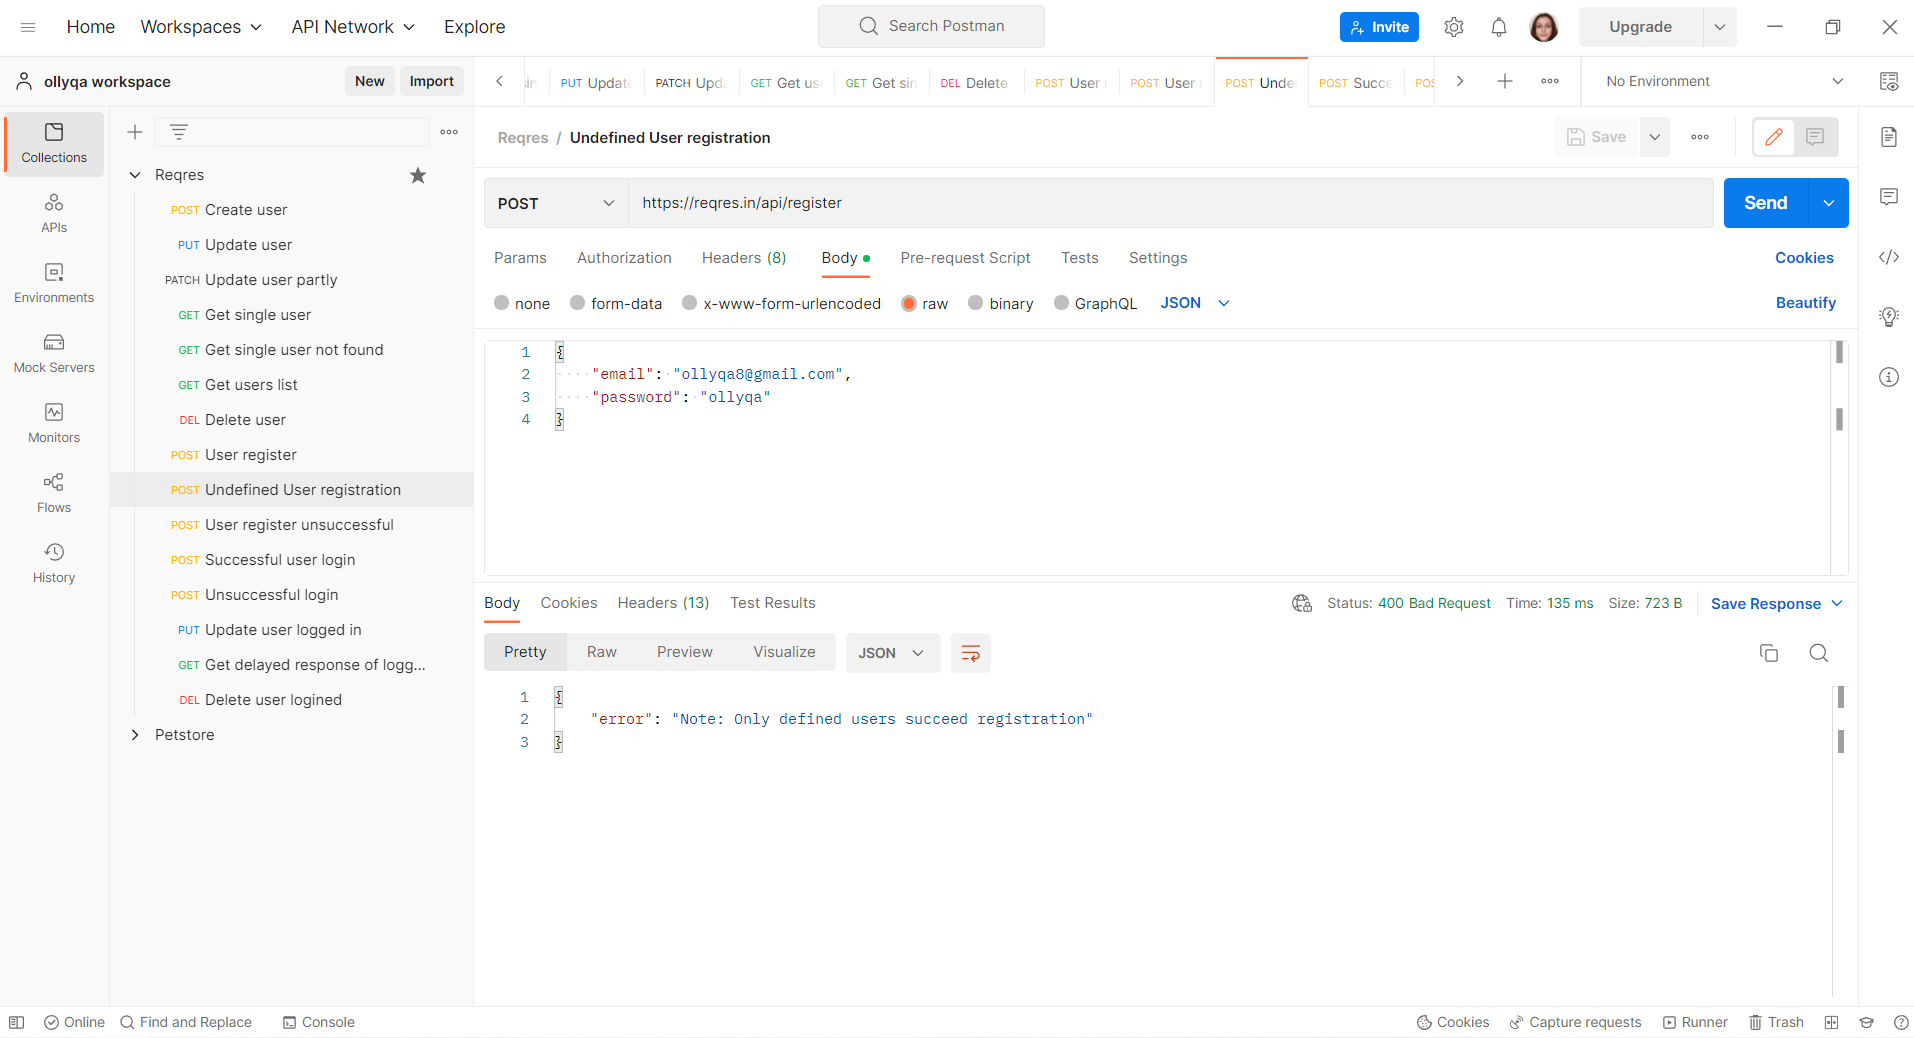 Home Workspaces API Network Explore Search Postman Invite Upgrade
ollyqa workspace New Import PUT Update PATCH Upda GET Get use GET Get sin DEL Delete POST User POST User POST Unde POST Succe POS No Environment
Collections
APIs
Environments
Mock Servers
Monitors
Flows
History
Reqres
POST Create user
PUT Update user
PATCH Update user partly
GET Get single user
GET Get single user not found
GET Get users list
DEL Delete user
POST User register
POST Undefined User registration
POST User register unsuccessful
POST Successful user login
POST Unsuccessful login
PUT Update user logged in
GET Get delayed response of logg...
DEL Delete user logined
Petstore
Reqres / Undefined User registration Save
POST https://reqres.in/api/register Send
Params Authorization Headers (8) Body Pre-request Script Tests Settings Cookies
none form-data x-www-form-urlencoded raw binary GraphQL JSON Beautify
1 {
2 "email": "ollyqa8@gmail.com",
3 "password": "ollyqa"
4 }
Body Cookies Headers (13) Test Results Status: 400 Bad Request Time: 135 ms Size: 723 B Save Response
Pretty Raw Preview Visualize JSON
1 {
2 "error": "Note: Only defined users succeed registration"
3 }
Online Find and Replace Console Cookies Capture requests Runner Trash